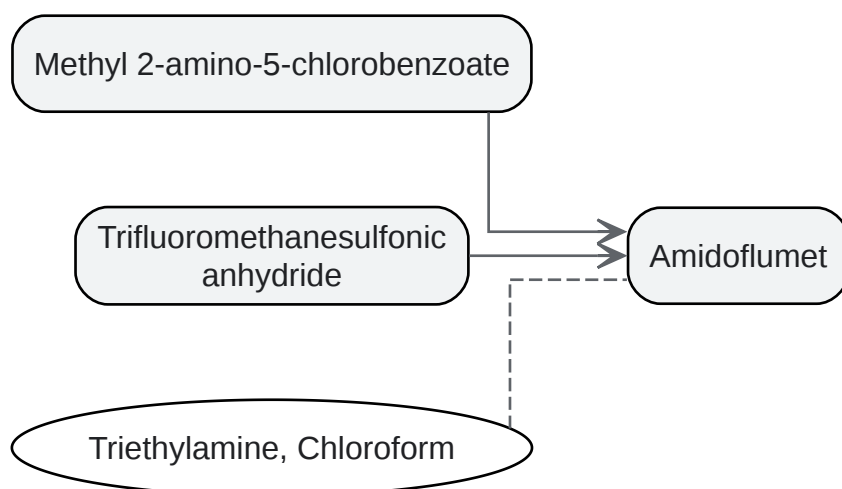 Methyl 2-amino-5-chlorobenzoate
Trifluoromethanesulfonic
anhydride
Amidoflumet
Triethylamine, Chloroform